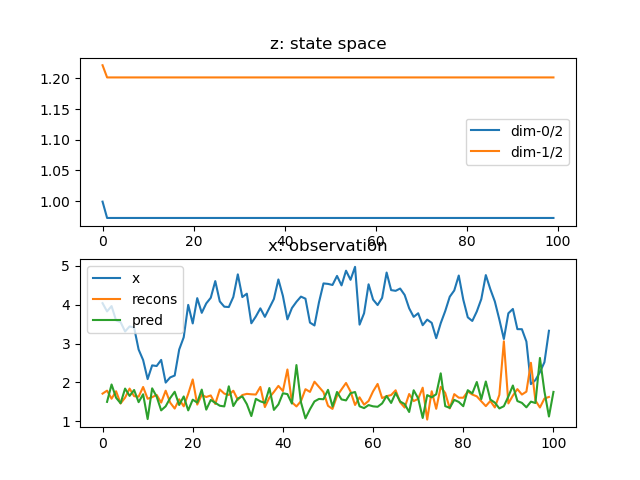 z: state space
1.20
1.15
1.10
1.05
1.00
dim-0/2
dim-1/2
0 20 40 60 80 100
x: observation
5
4
3
2
1
x
recons
pred
0 20 40 60 80 100